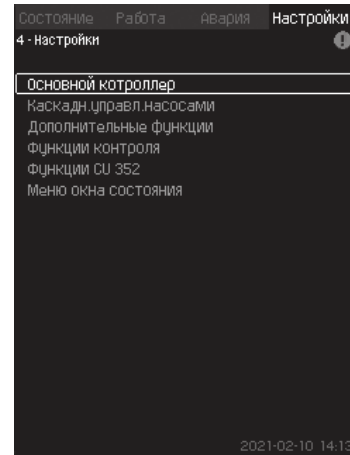 Состояние Работа Авария Настройки
4 - Настройки
Основной котроллер
Каскадн.управл.насосами
Дополнительные функции
Функции контроля
Функции CU 352
Меню окна состояния
2021-02-10 14:13